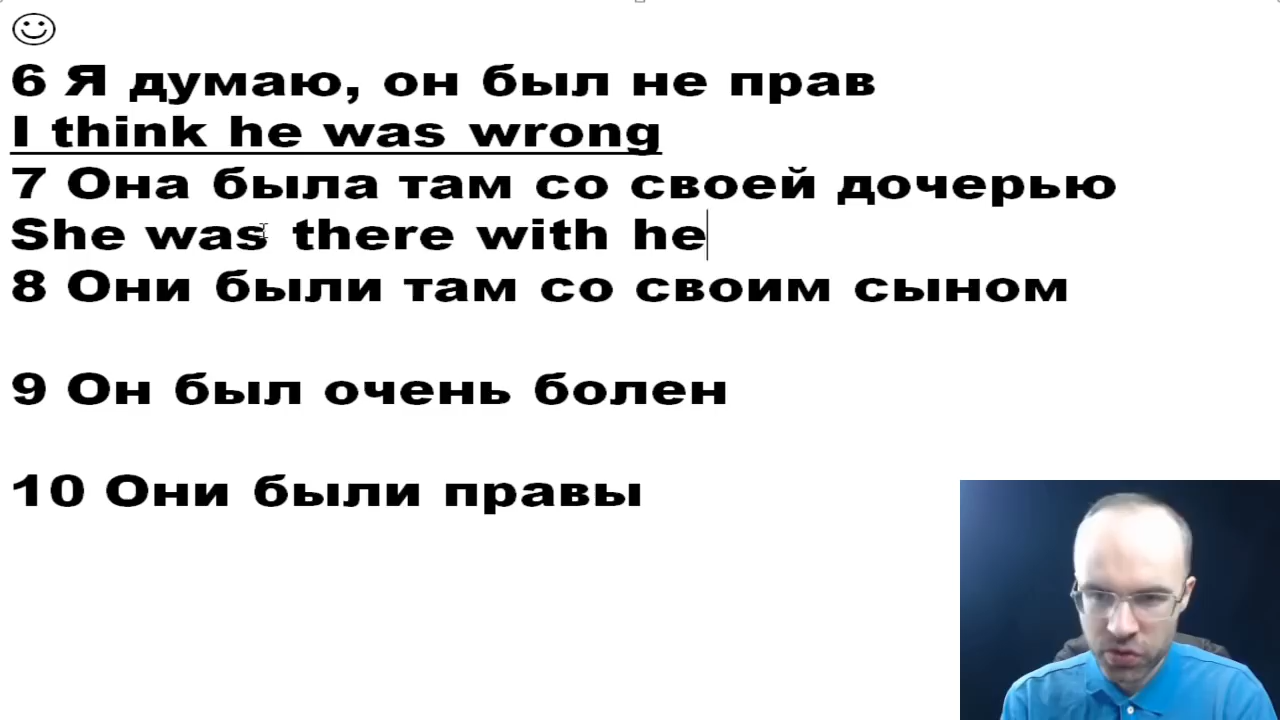 6 Я думаю, он был не прав
I think he was wrong
7 Она была там со своей дочерью
She was there with he
8 Они были там со своим сыном
9 Он был очень болен
10 Они были правы